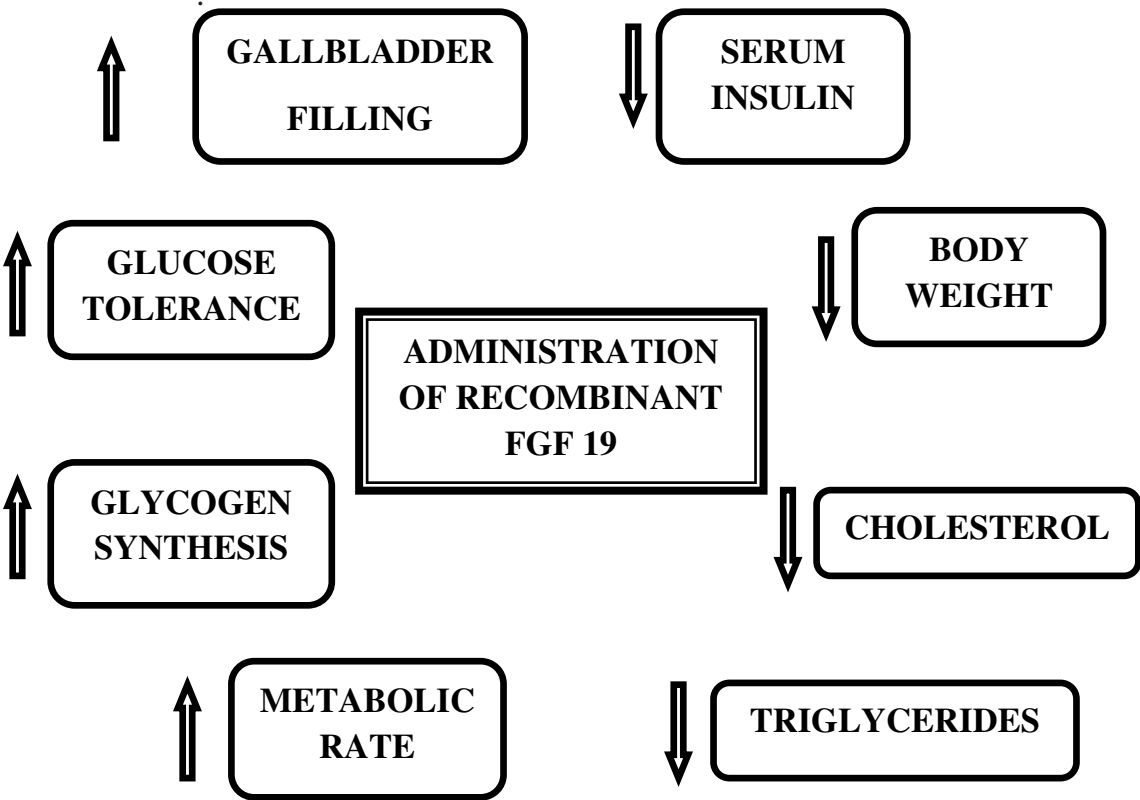 GALLBLADDER
FILLING
SERUM
INSULIN
GLUCOSE
TOLERANCE
BODY
WEIGHT
ADMINISTRATION
OF RECOMBINANT
FGF 19
GLYCOGEN
SYNTHESIS
CHOLESTEROL
METABOLIC
RATE
TRIGLYCERIDES